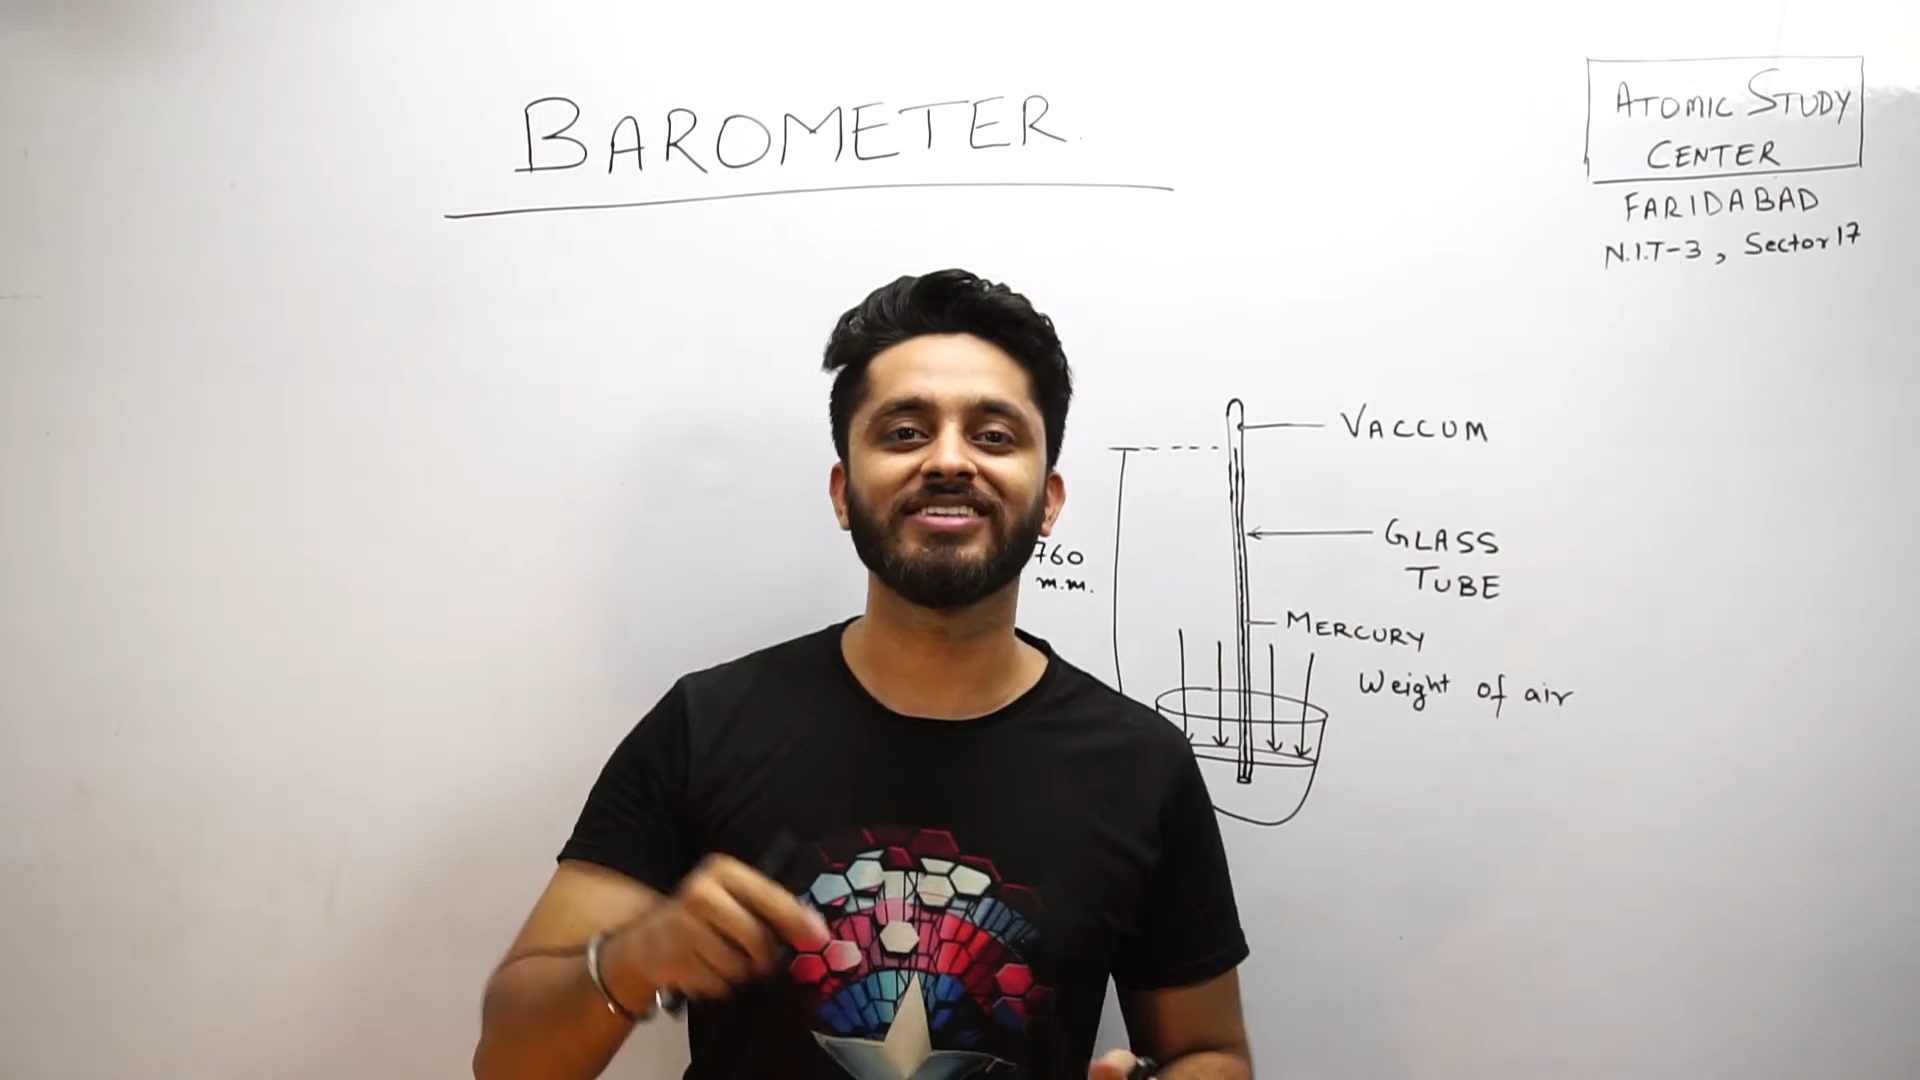 BAROMETER.
ATOMIC STUDY
CENTER
FARIDABAD
N.I.T-3, Sector 17
VACCUM
GLASS
TUBE
760
m.m.
MERCURY
Weight of air